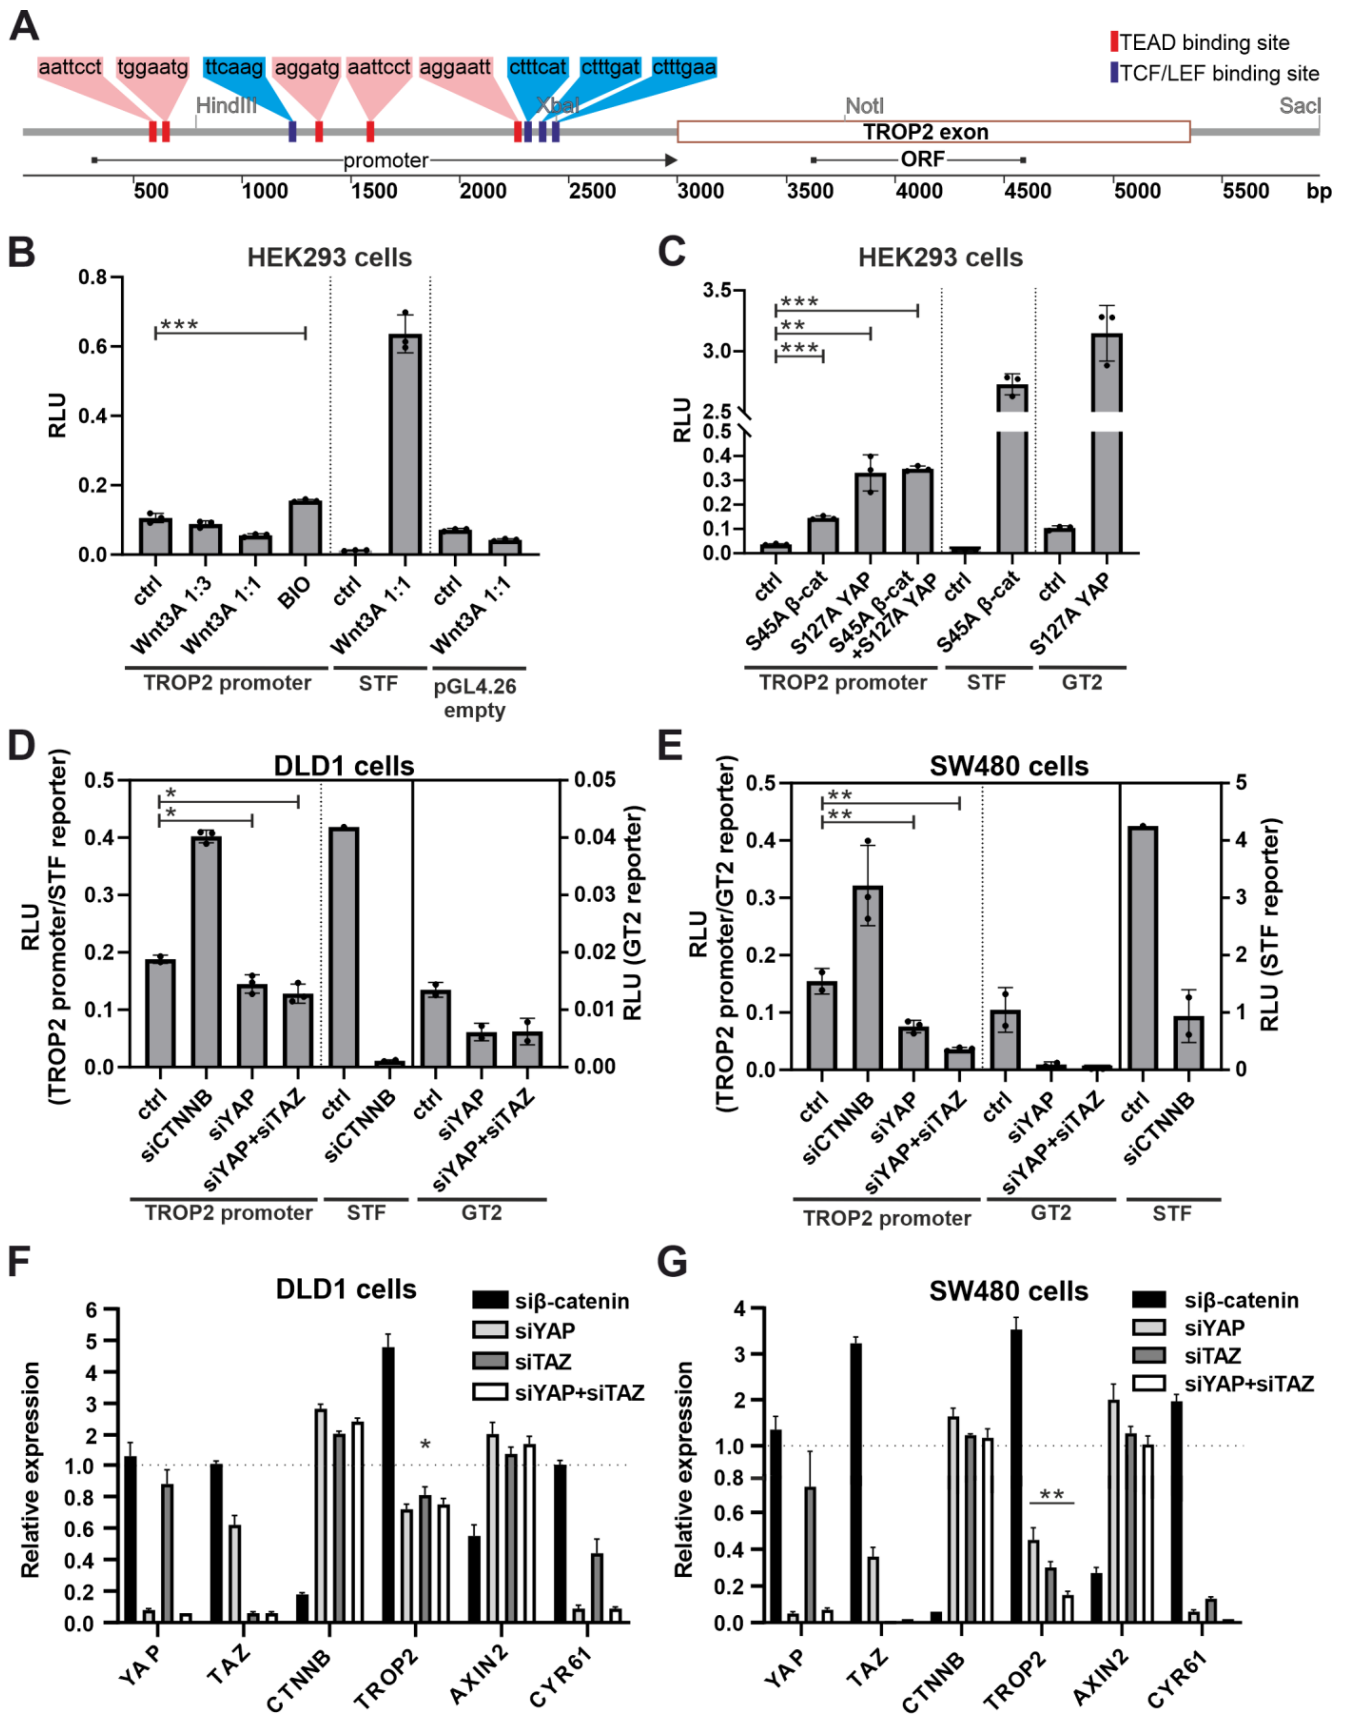 A
aattcct tggaatg ttcaag aggatg aattcct aggaatt ctttcat ctttgat ctttgaa
TEAD binding site
TCF/LEF binding site
HindIII
XbaI
NotI
SacI
TROP2 exon
promoter
ORF
500 1000 1500 2000 2500 3000 3500 4000 4500 5000 5500 bp
B
HEK293 cells
RLU
0.8
0.6
0.4
0.2
0.0
***
ctrl Wnt3A 1:3 Wnt3A 1:1 BIO ctrl Wnt3A 1:1 ctrl Wnt3A 1:1
TROP2 promoter STF pGL4.26
empty
C
HEK293 cells
RLU
3.5
3.0
2.5
0.5
0.4
0.3
0.2
0.1
0.0
***
**
***
ctrl S45A β-cat S127A YAP S45A β-cat
+S127A YAP ctrl S45A β-cat ctrl S127A YAP
TROP2 promoter STF GT2
D
DLD1 cells
RLU
(TROP2 promoter/STF reporter)
0.5
0.4
0.3
0.2
0.1
0.0
*
*
0.05
0.04
0.03
0.02
0.01
0.00
RLU (GT2 reporter)
ctrl siCTNNB siYAP siYAP+siTAZ ctrl siCTNNB ctrl siYAP siYAP+siTAZ
TROP2 promoter STF GT2
E
SW480 cells
RLU
(TROP2 promoter/GT2 reporter)
0.5
0.4
0.3
0.2
0.1
0.0
**
**
5
4
3
2
1
0
RLU (STF reporter)
ctrl siCTNNB siYAP siYAP+siTAZ ctrl siYAP siYAP+siTAZ ctrl siCTNNB
TROP2 promoter GT2 STF
F
DLD1 cells
siβ-catenin
siYAP
siTAZ
siYAP+siTAZ
Relative expression
6
5
4
3
2
1.0
0.8
0.6
0.4
0.2
0.0
*
YAP TAZ CTNNB TROP2 AXIN2 CYR61
G
SW480 cells
siβ-catenin
siYAP
siTAZ
siYAP+siTAZ
Relative expression
4
3
2
1.0
0.8
0.6
0.4
0.2
0.0
**
YAP TAZ CTNNB TROP2 AXIN2 CYR61